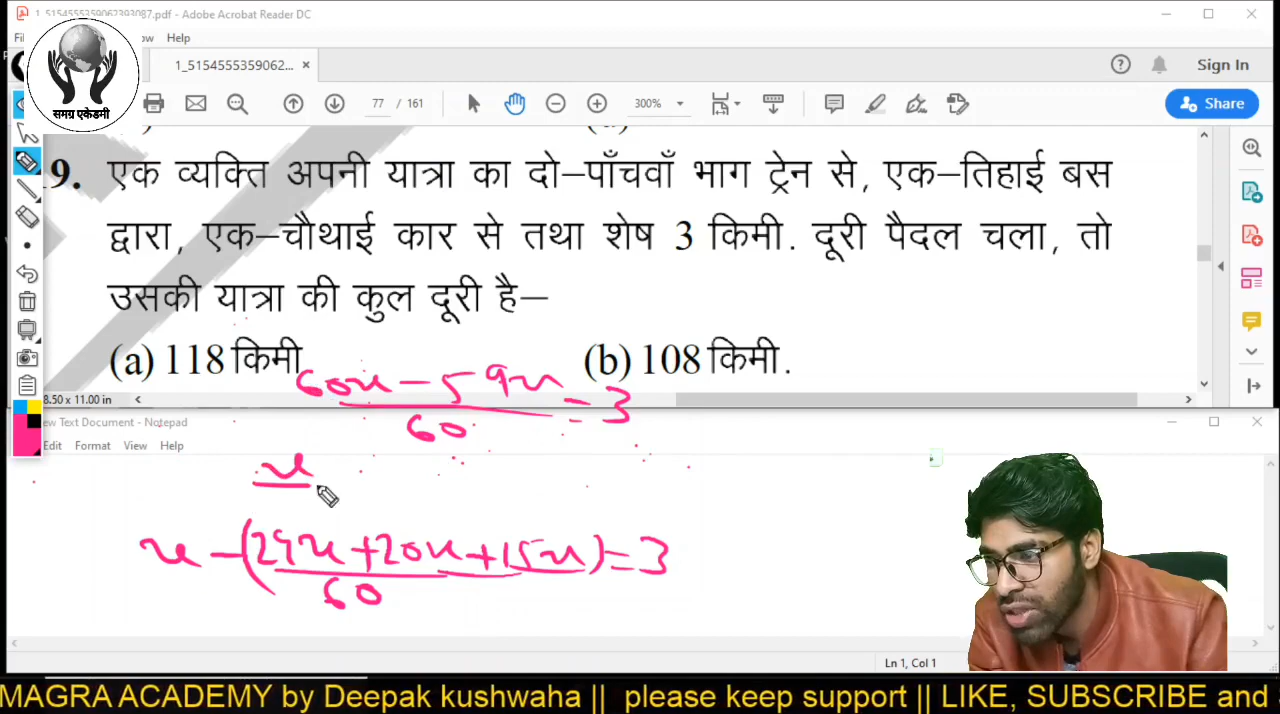 1_5154555359062393087.pdf - Adobe Acrobat Reader DC
Help
1_5154555359062... ×
Sign In
77 / 161
300%
Share
समग्र एकेडमी
9. एक व्यक्ति अपनी यात्रा का दो–पाँचवाँ भाग ट्रेन से, एक–तिहाई बस
द्वारा, एक–चौथाई कार से तथा शेष 3 किमी. दूरी पैदल चला, तो
उसकी यात्रा की कुल दूरी है–
(a) 118 किमी
(b) 108 किमी.
60x - 59x = 3
60
8.50 x 11.00 in
ew Text Document - Notepad
Edit Format View Help
x
x - (24x + 20x + 15x) = 3
60
Ln 1, Col 1
MAGRA ACADEMY by Deepak kushwaha || please keep support || LIKE, SUBSCRIBE and